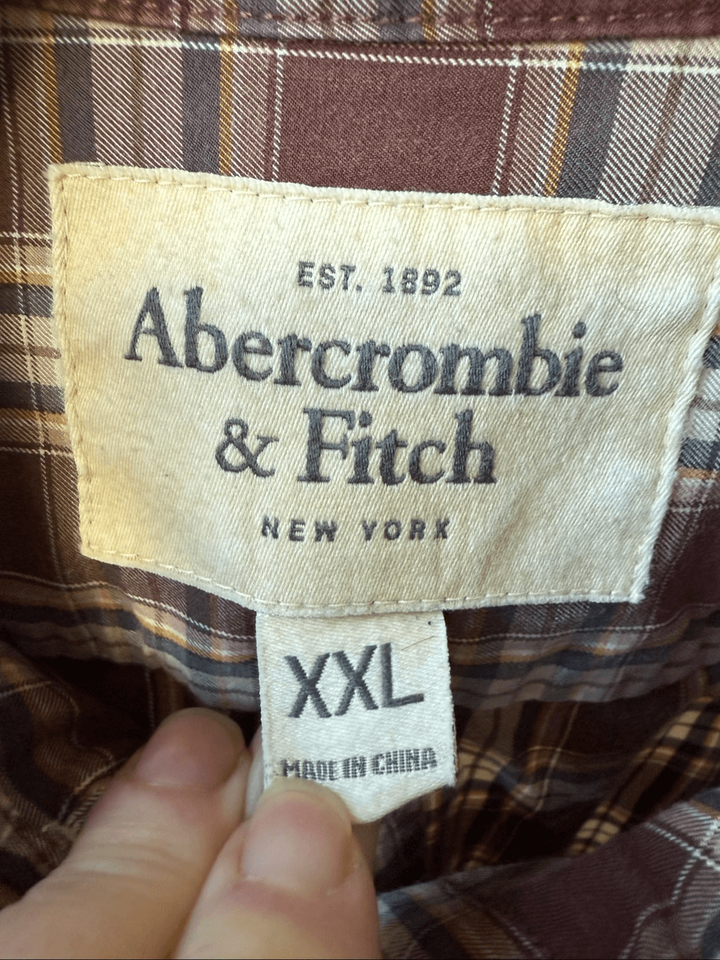 EST. 1892
Abercrombie
& Fitch
NEW YORK
XXL
MADE IN CHINA